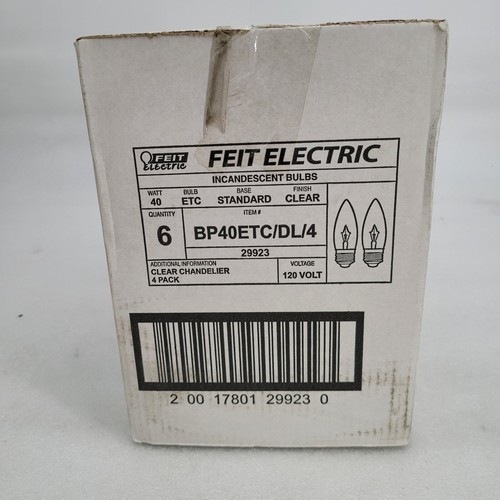 FEIT electric FEIT ELECTRIC
INCANDESCENT BULBS
WATT BULB BASE FINISH
40 ETC STANDARD CLEAR
QUANTITY ITEM #
6 BP40ETC/DL/4
29923
ADDITIONAL INFORMATION VOLTAGE
CLEAR CHANDELIER
4 PACK 120 VOLT
2 00 17801 29923 0